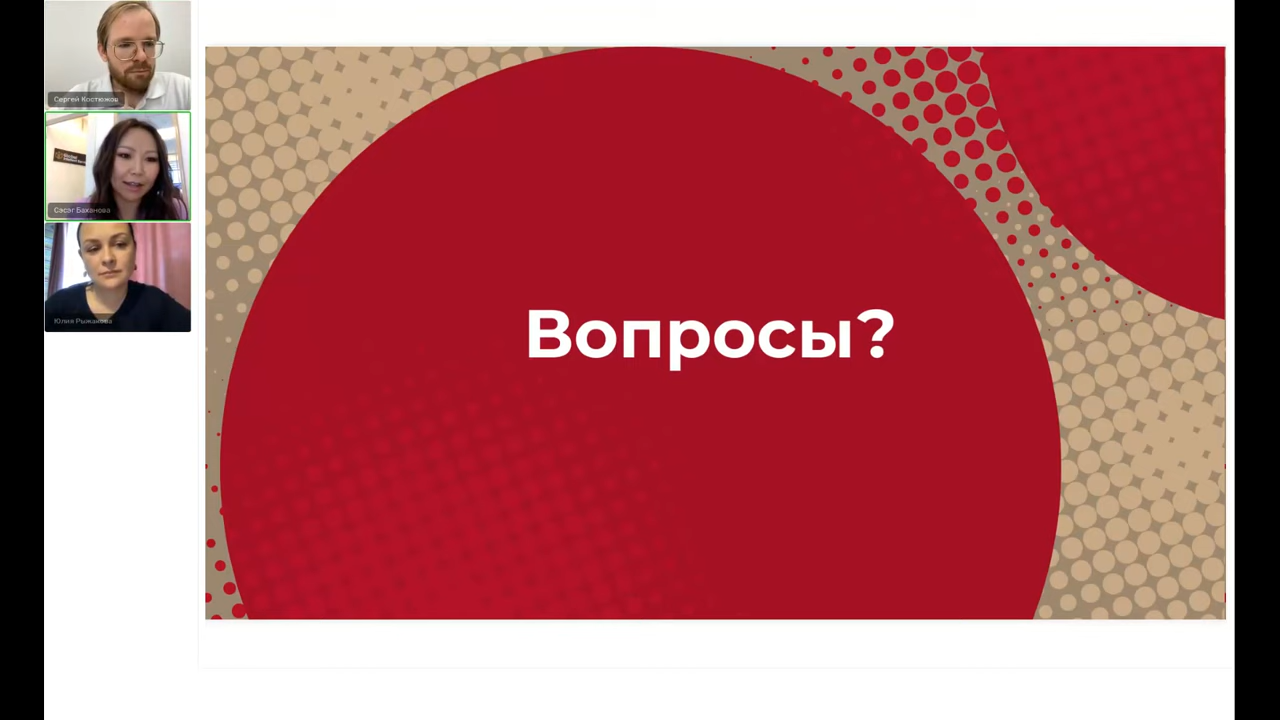 Сергей Костюков
Сэсэг Баханова
Юлия Рыжакова
Вопросы?